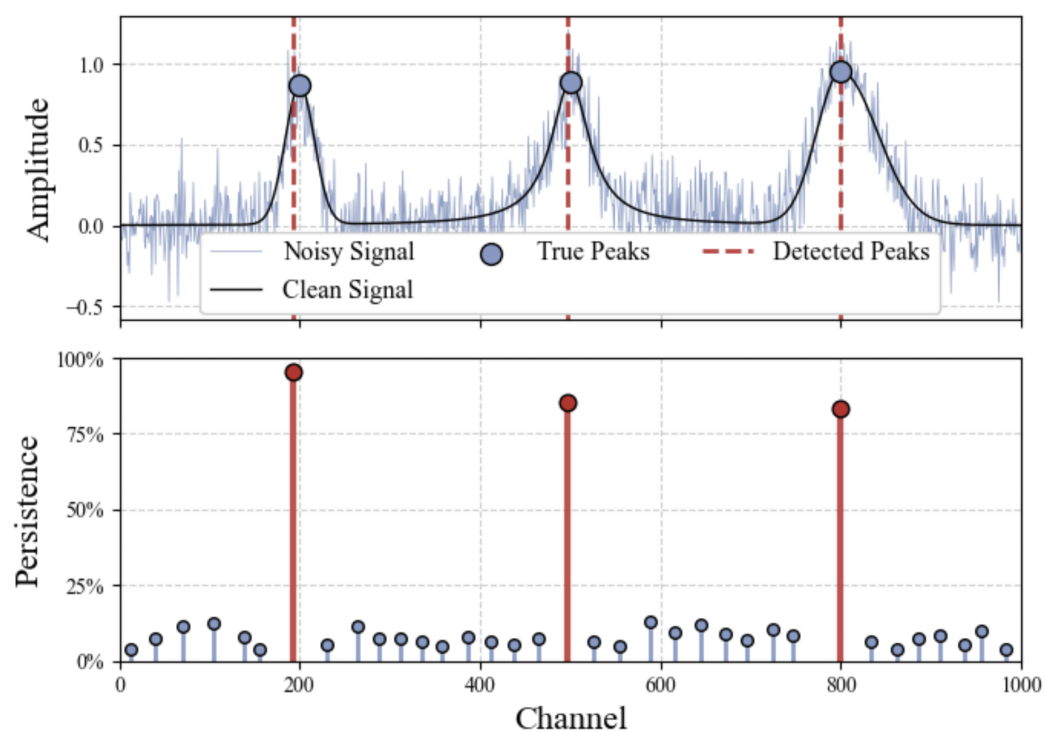 1.0
0.5
0.0
−0.5
Amplitude
Noisy Signal True Peaks Detected Peaks
Clean Signal
100%
75%
50%
25%
0%
Persistence
0 200 400 600 800 1000
Channel